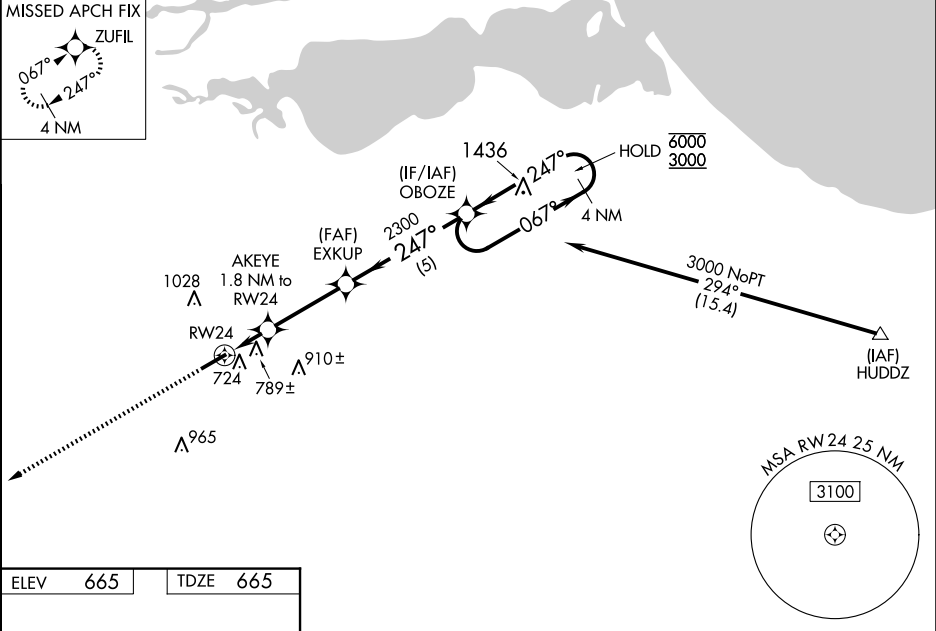 MISSED APCH FIX
ZUFIL
067°
247°
4 NM
1436
247°
HOLD
6000
3000
(IF/IAF)
OBOZE
067°
4 NM
2300
247°
(5)
(FAF)
EXKUP
AKEYE
1.8 NM to
RW24
1028
RW24
724
789±
910±
965
3000 NoPT
294°
(15.4)
(IAF)
HUDDZ
MSA RW24 25 NM
3100
ELEV 665
TDZE 665